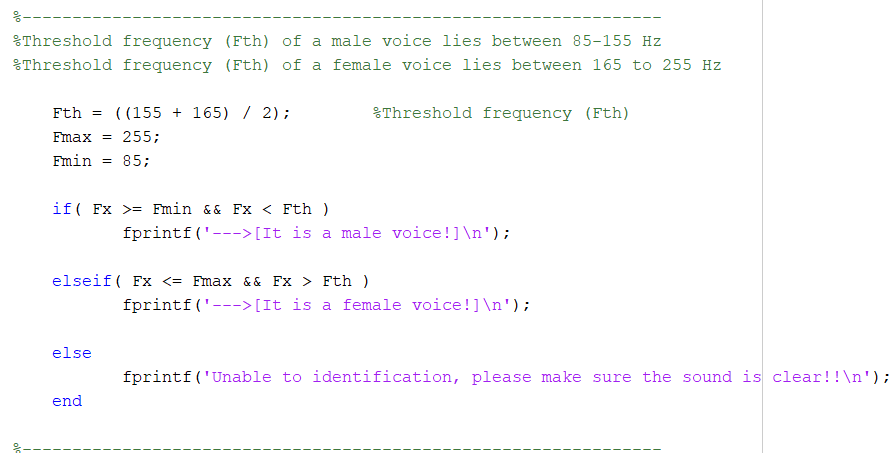 %----------------------------------------------------------------
%Threshold frequency (Fth) of a male voice lies between 85-155 Hz
%Threshold frequency (Fth) of a female voice lies between 165 to 255 Hz
Fth = ((155 + 165) / 2);        %Threshold frequency (Fth)
Fmax = 255;
Fmin = 85;
if( Fx >= Fmin && Fx < Fth )
fprintf('--->[It is a male voice!]\n');
elseif( Fx <= Fmax && Fx > Fth )
fprintf('--->[It is a female voice!]\n');
else
fprintf('Unable to identification, please make sure the sound is clear!!\n');
end
%----------------------------------------------------------------